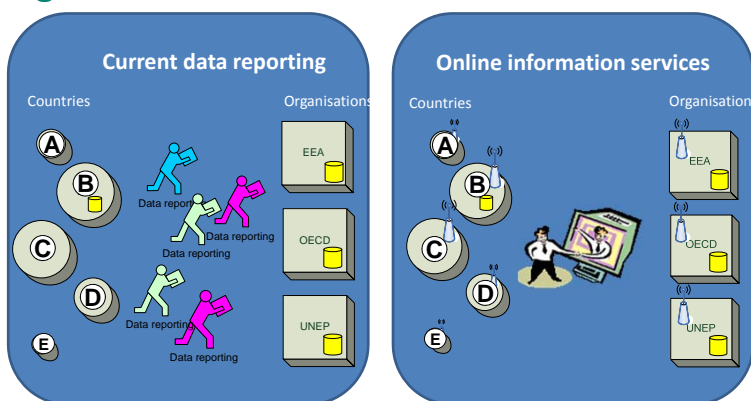 Current data reporting
Countries
Organisations
A
B
C
D
E
EEA
OECD
UNEP
Data report
Data reporting
Data reporting
Data reporting
Data reporting
Online information services
Countries
Organisation
A
B
C
D
E
EEA
OECD
UNEP